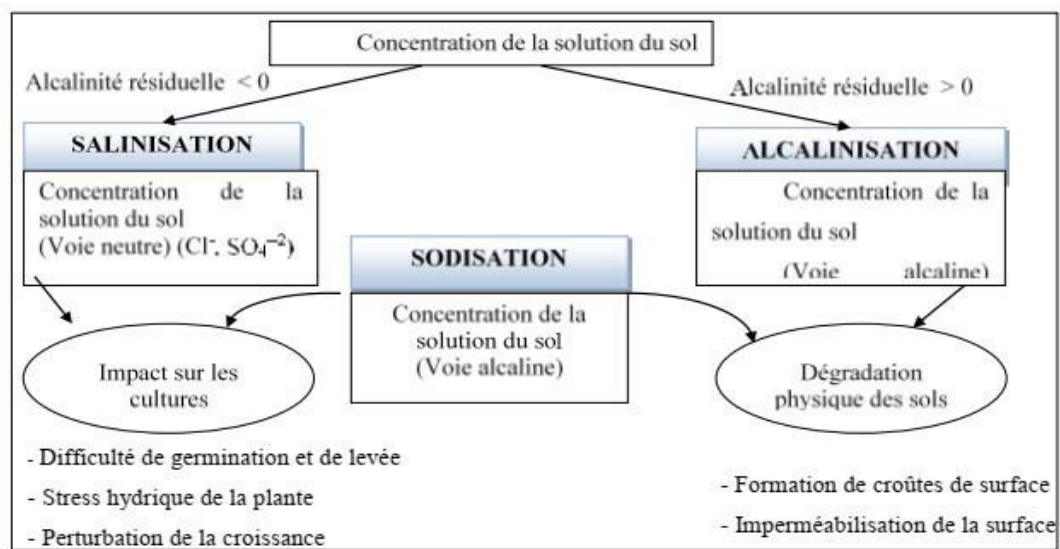 Concentration de la solution du sol
Alcalinité résiduelle < 0
Alcalinité résiduelle > 0
SALINISATION
Concentration de la
solution du sol
(Voie neutre) (Cl⁻, SO₄⁻²)
ALCALINISATION
Concentration de la
solution du sol
(Voie alcaline)
SODISATION
Concentration de la
solution du sol
(Voie alcaline)
Impact sur les
cultures
Dégradation
physique des sols
- Difficulté de germination et de levée
- Stress hydrique de la plante
- Perturbation de la croissance
- Formation de croûtes de surface
- Imperméabilisation de la surface